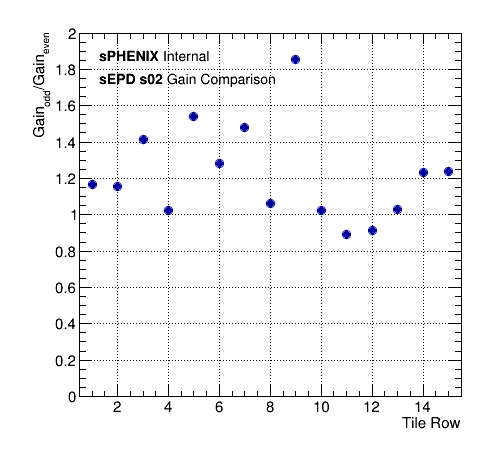 sPHENIX Internal
sEPD s02 Gain Comparison
Gain_odd/Gain_even
2
1.8
1.6
1.4
1.2
1
0.8
0.6
0.4
0.2
0
2 4 6 8 10 12 14
Tile Row